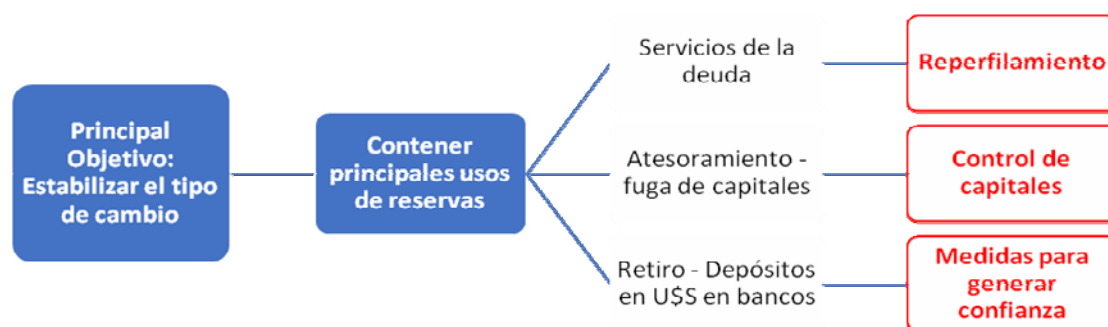 Principal
Objetivo:
Estabilizar el tipo
de cambio
Contener
principales usos
de reservas
Servicios de la
deuda
Reperfilamiento
Atesoramiento -
fuga de capitales
Control de
capitales
Retiro - Depósitos
en U$S en bancos
Medidas para
generar
confianza